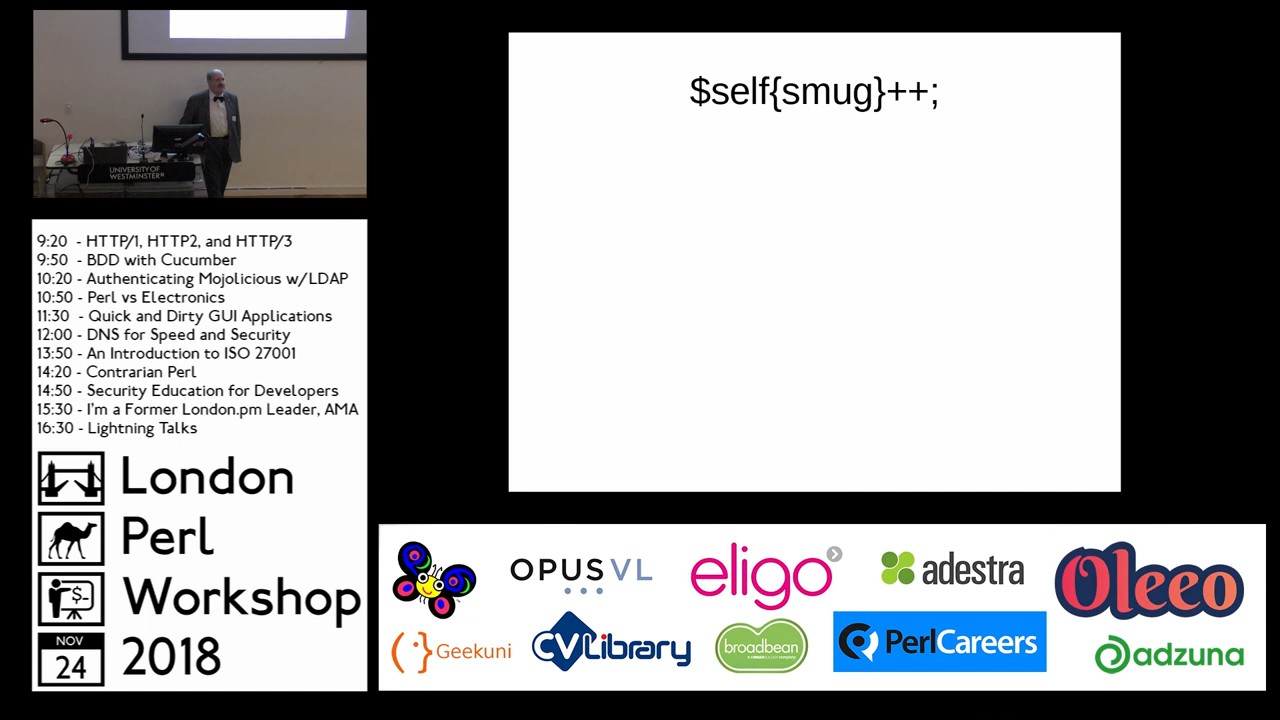 $self{smug}++;
UNIVERSITY OF
WESTMINSTER
9:20 - HTTP/1, HTTP2, and HTTP/3
9:50 - BDD with Cucumber
10:20 - Authenticating Mojolicious w/LDAP
10:50 - Perl vs Electronics
11:30 - Quick and Dirty GUI Applications
12:00 - DNS for Speed and Security
13:50 - An Introduction to ISO 27001
14:20 - Contrarian Perl
14:50 - Security Education for Developers
15:30 - I'm a Former London.pm Leader, AMA
16:30 - Lightning Talks
London
Perl
$-
Workshop
NOV
24
2018
OPUS VL
eligo
adestra
Oleeo
{:} Geekuni
CVLibrary
broadbean
PerlCareers
adzuna